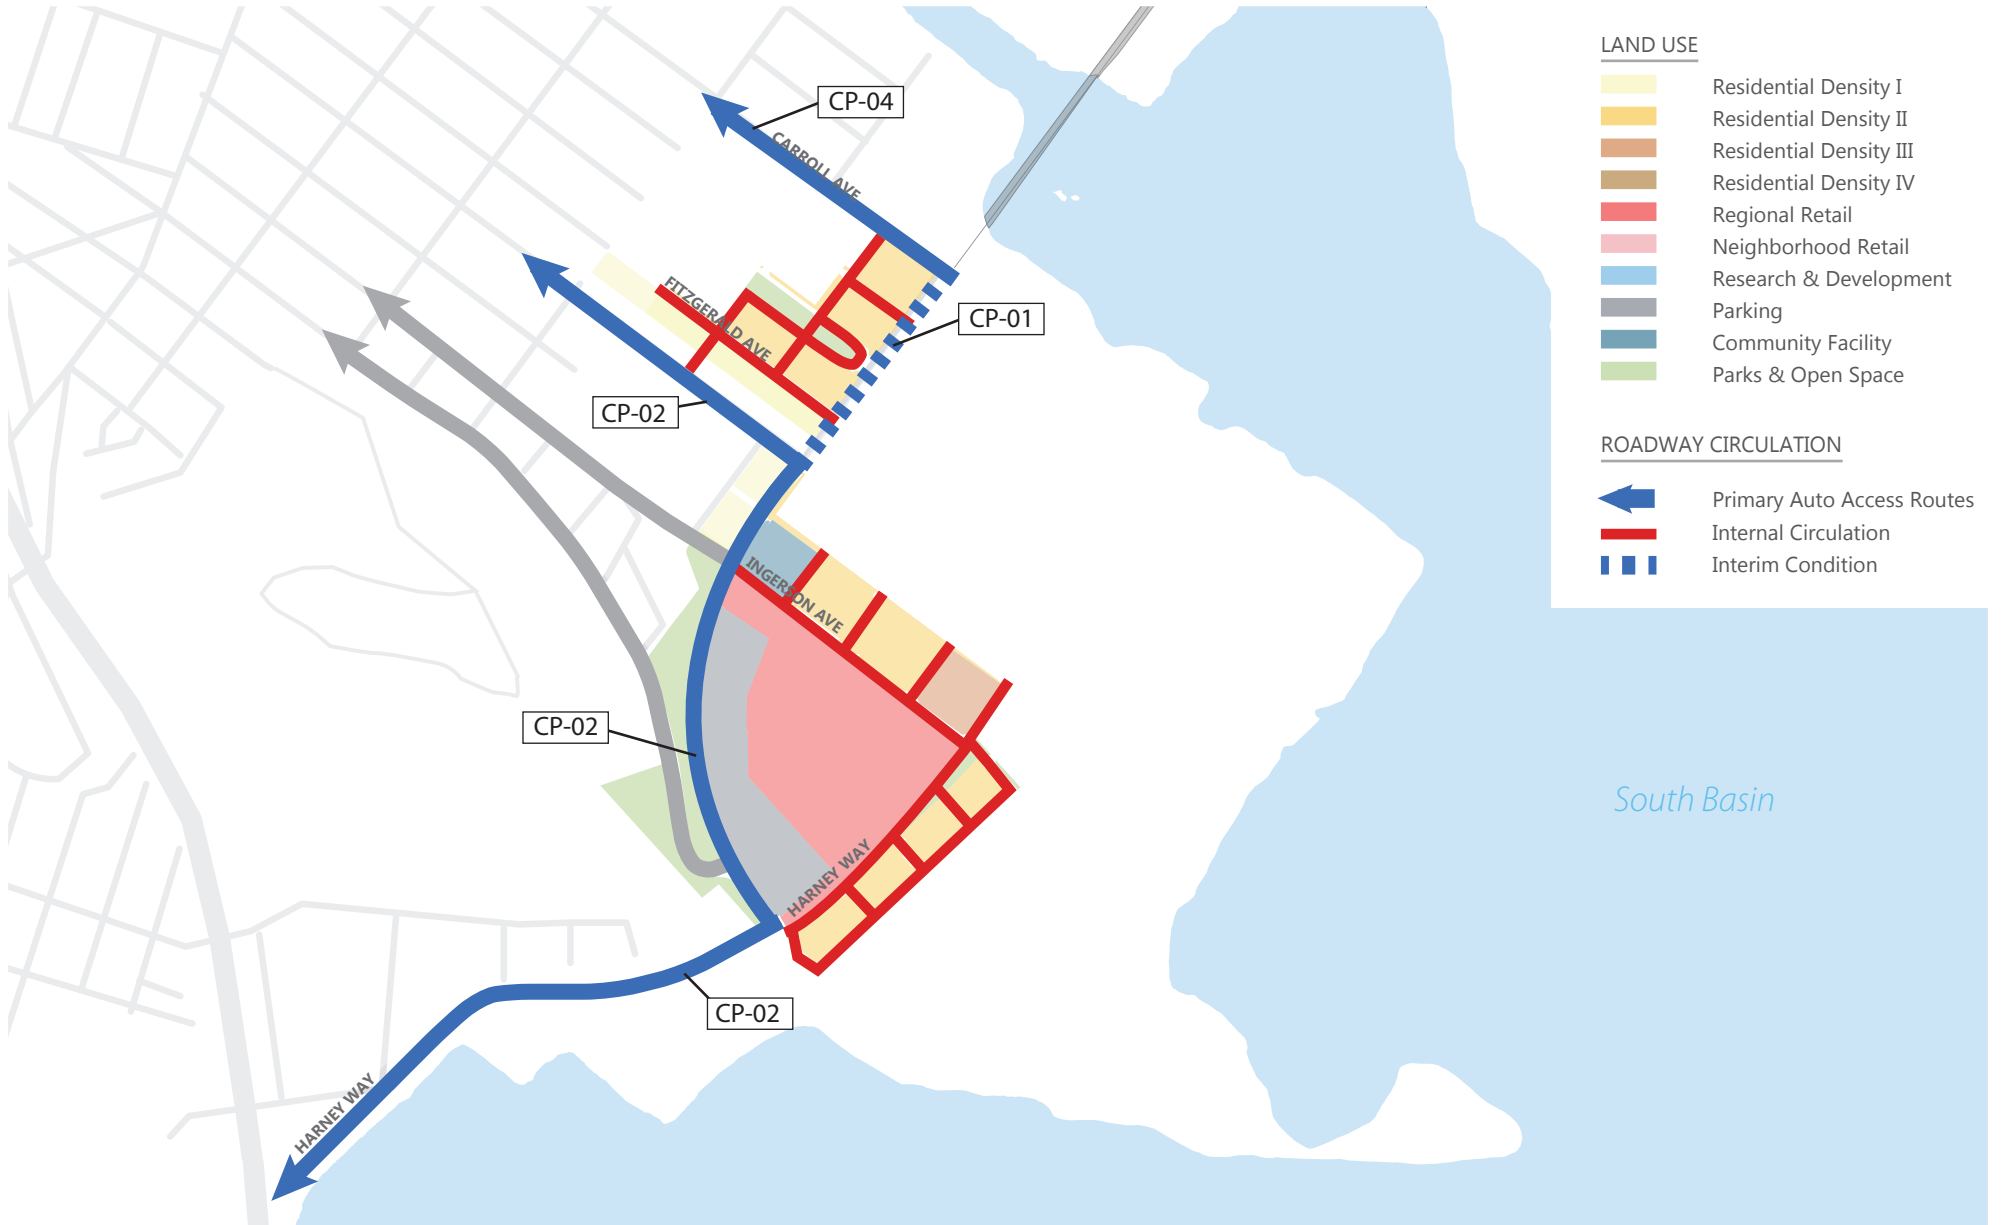 CP-04
CARROLL AVE
CP-01
FITZGERALD AVE
CP-02
INGERSON AVE
CP-02
HARNEY WAY
CP-02
HARNEY WAY
South Basin
LAND USE
Residential Density I
Residential Density II
Residential Density III
Residential Density IV
Regional Retail
Neighborhood Retail
Research & Development
Parking
Community Facility
Parks & Open Space
ROADWAY CIRCULATION
Primary Auto Access Routes
Internal Circulation
Interim Condition